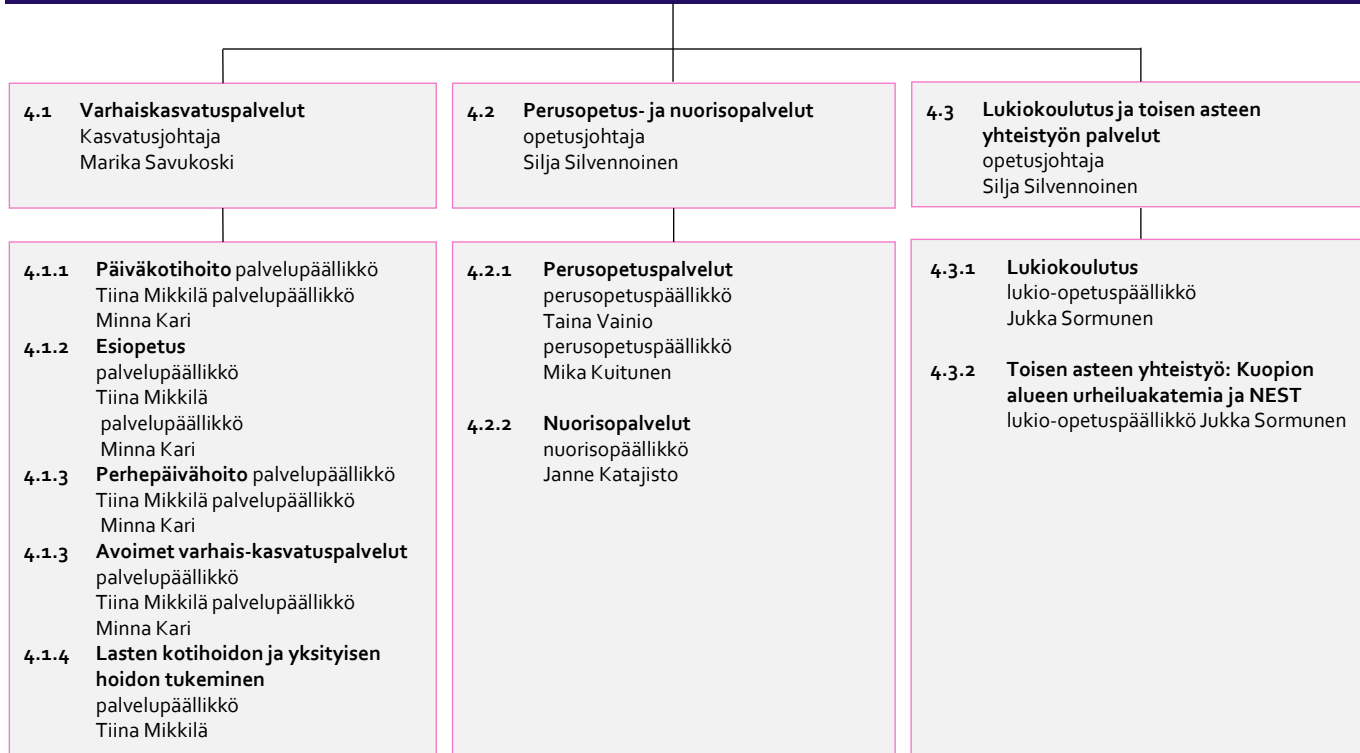 4.1 Varhaiskasvatuspalvelut
Kasvatusjohtaja
Marika Savukoski
4.2 Perusopetus- ja nuorisopalvelut
opetusjohtaja
Silja Silvennoinen
4.3 Lukiokoulutus ja toisen asteen
yhteistyön palvelut
opetusjohtaja
Silja Silvennoinen
4.1.1 Päiväkotihoito palvelupäällikkö
Tiina Mikkilä palvelupäällikkö
Minna Kari
4.1.2 Esiopetus
palvelupäällikkö
Tiina Mikkilä
palvelupäällikkö
Minna Kari
4.1.3 Perhepäivähoito palvelupäällikkö
Tiina Mikkilä palvelupäällikkö
Minna Kari
4.1.3 Avoimet varhais-kasvatuspalvelut
palvelupäällikkö
Tiina Mikkilä palvelupäällikkö
Minna Kari
4.1.4 Lasten kotihoidon ja yksityisen
hoidon tukeminen
palvelupäällikkö
Tiina Mikkilä
4.2.1 Perusopetuspalvelut
perusopetuspäällikkö
Taina Vainio
perusopetuspäällikkö
Mika Kuitunen
4.2.2 Nuorisopalvelut
nuorisopäällikkö
Janne Katajisto
4.3.1 Lukiokoulutus
lukio-opetuspäällikkö
Jukka Sormunen
4.3.2 Toisen asteen yhteistyö: Kuopion
alueen urheiluakatemia ja NEST
lukio-opetuspäällikkö Jukka Sormunen